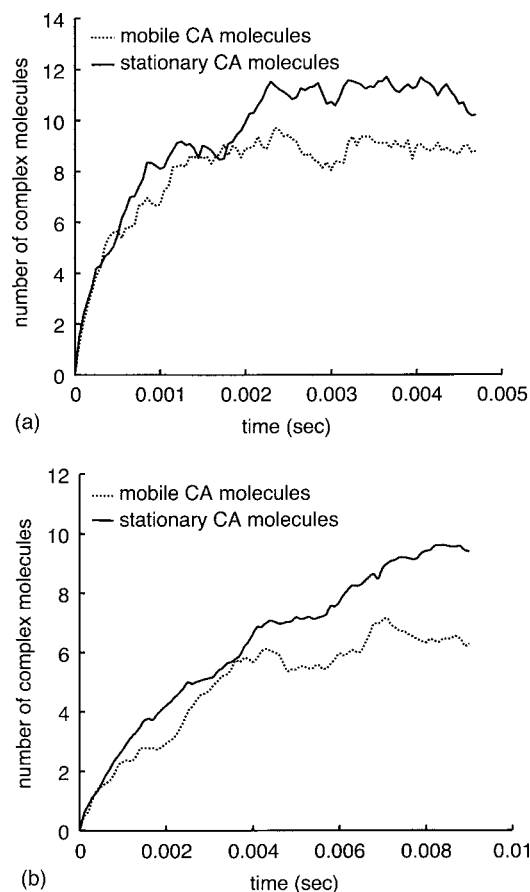 14
12
10
8
6
4
2
0
number of complex molecules
mobile CA molecules
stationary CA molecules
0
0.001
0.002
0.003
0.004
0.005
time (sec)
(a)
12
10
8
6
4
2
0
number of complex molecules
mobile CA molecules
stationary CA molecules
0
0.002
0.004
0.006
0.008
0.01
time (sec)
(b)